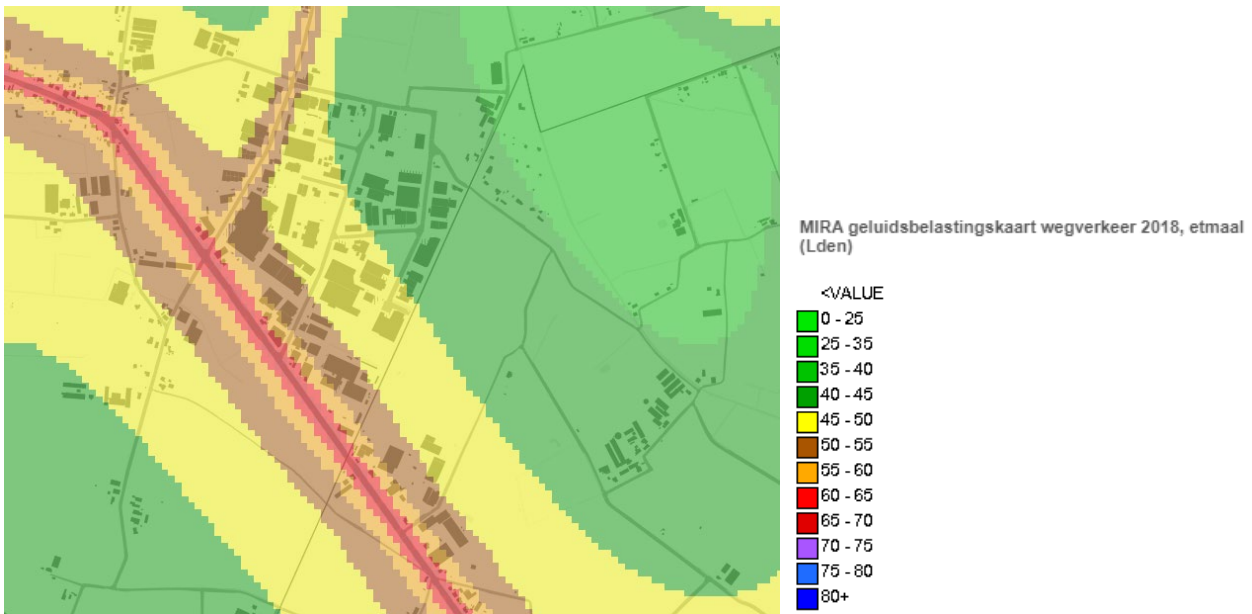 MIRA geluidsbelastingskaart wegverkeer 2018, etmaal
(Lden)
<VALUE
0 - 25
25 - 35
35 - 40
40 - 45
45 - 50
50 - 55
55 - 60
60 - 65
65 - 70
70 - 75
75 - 80
80+